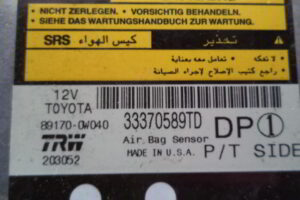 • NICHT ZERLEGEN. • VORSICHTIG BEHANDELN.
• SIEHE DAS WARTUNGSHANDBUCH ZUR WARTUNG.
SRS كيس الهواء تحذير
• لا تفكه • تعامل معه بعناية
• راجع كتيب الإصلاح لإجراء الصيانة
12V
TOYOTA
89170-0W040 33370589TD DP①
TRW Air Bag Sensor
203052 MADE IN U.S.A. P/T SIDE